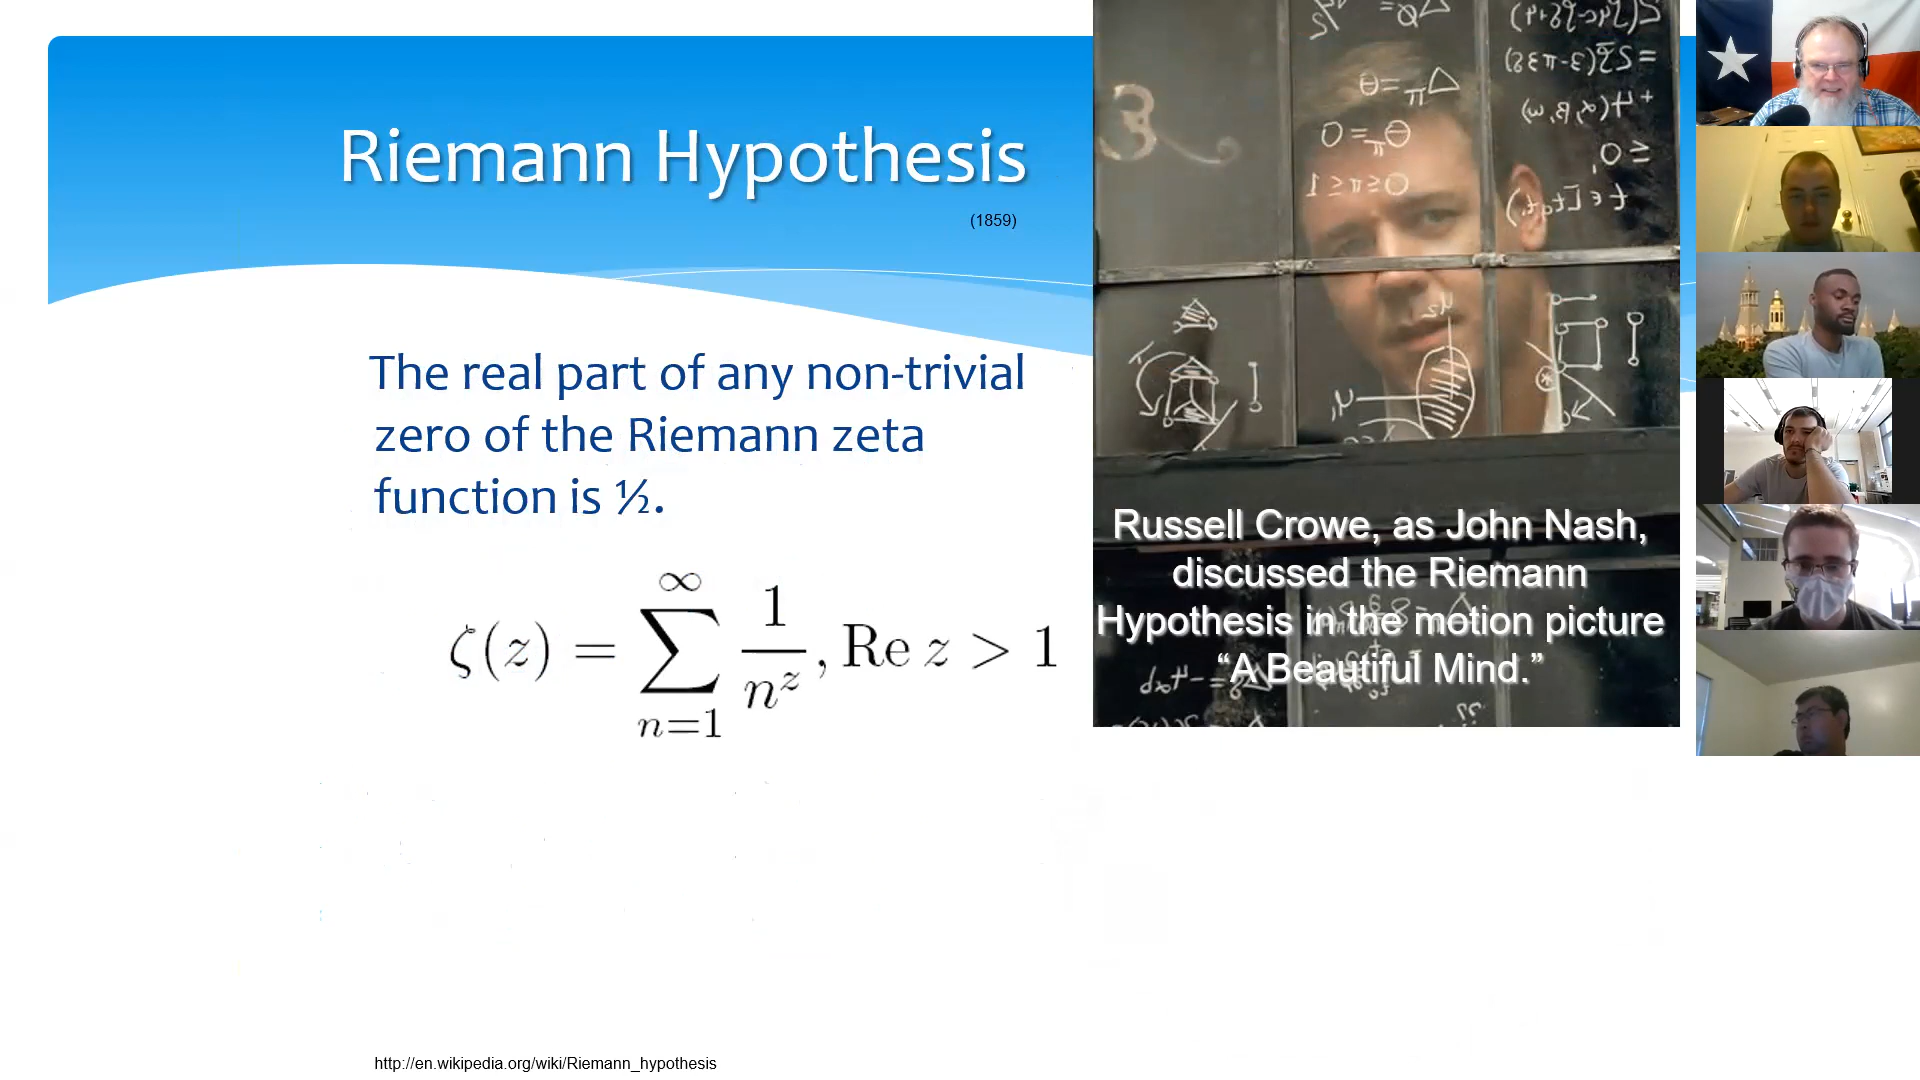 Riemann Hypothesis
(1859)
The real part of any non-trivial
zero of the Riemann zeta
function is ½.
ζ(z) = ∑_{n=1}^{∞} 1/n^z, Re z > 1
http://en.wikipedia.org/wiki/Riemann_hypothesis
Russell Crowe, as John Nash,
discussed the Riemann
Hypothesis in the motion picture
“A Beautiful Mind.”